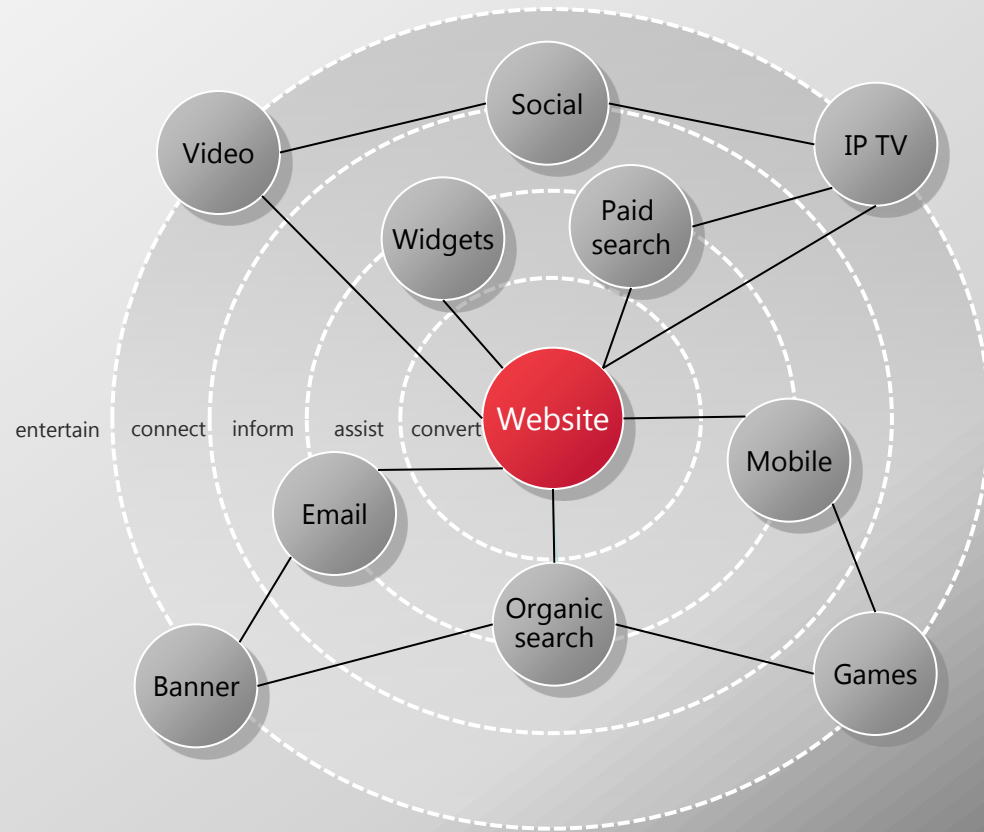 Social
Video
IP TV
Paid
search
Widgets
Website
entertain
connect
inform
assist
convert
Mobile
Email
Organic
search
Games
Banner